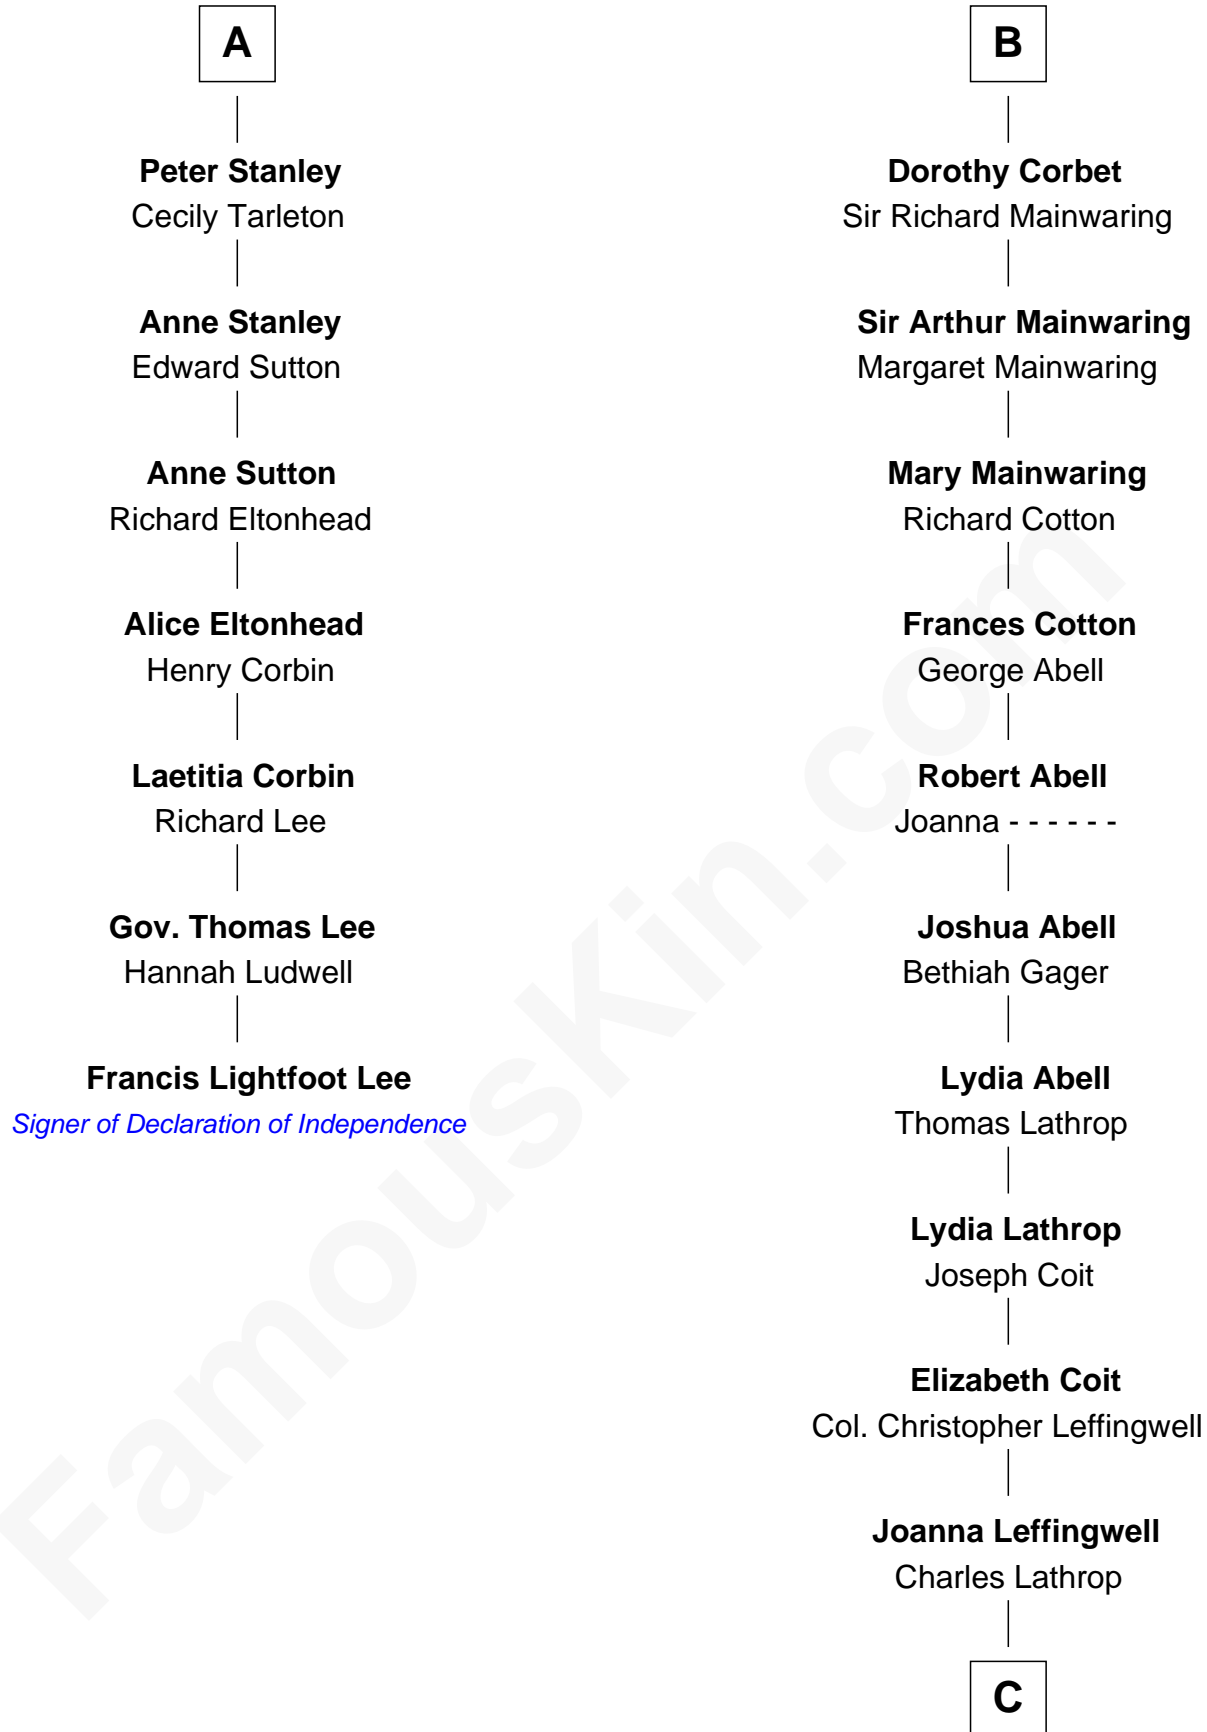 A
Peter Stanley
Cecily Tarleton
Anne Stanley
Edward Sutton
Anne Sutton
Richard Eltonhead
Alice Eltonhead
Henry Corbin
Laetitia Corbin
Richard Lee
Gov. Thomas Lee
Hannah Ludwell
Francis Lightfoot Lee
Signer of Declaration of Independence
B
Dorothy Corbet
Sir Richard Mainwaring
Sir Arthur Mainwaring
Margaret Mainwaring
Mary Mainwaring
Richard Cotton
Frances Cotton
George Abell
Robert Abell
Joanna - - - - - -
Joshua Abell
Bethiah Gager
Lydia Abell
Thomas Lathrop
Lydia Lathrop
Joseph Coit
Elizabeth Coit
Col. Christopher Leffingwell
Joanna Leffingwell
Charles Lathrop
C
FamousKin.com